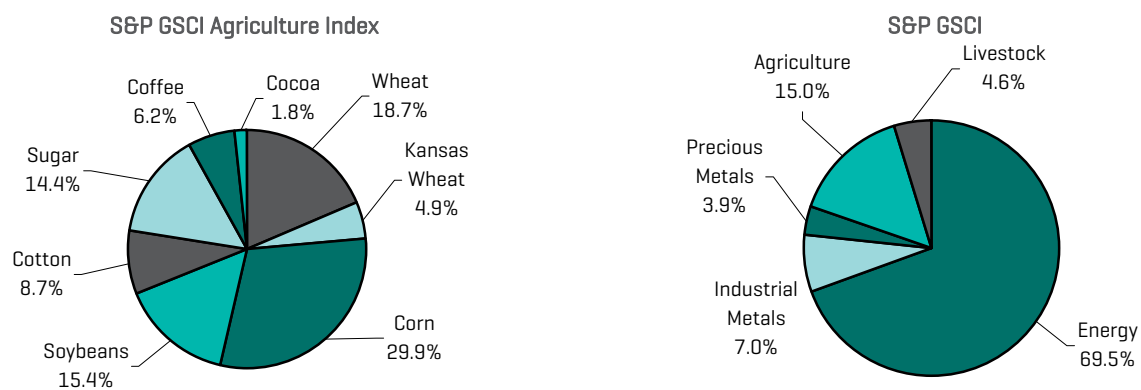 S&P GSCI Agriculture Index
Coffee
6.2%
Cocoa
1.8%
Wheat
18.7%
Sugar
14.4%
Kansas
Wheat
4.9%
Cotton
8.7%
Soybeans
15.4%
Corn
29.9%
S&P GSCI
Agriculture
15.0%
Livestock
4.6%
Precious
Metals
3.9%
Industrial
Metals
7.0%
Energy
69.5%